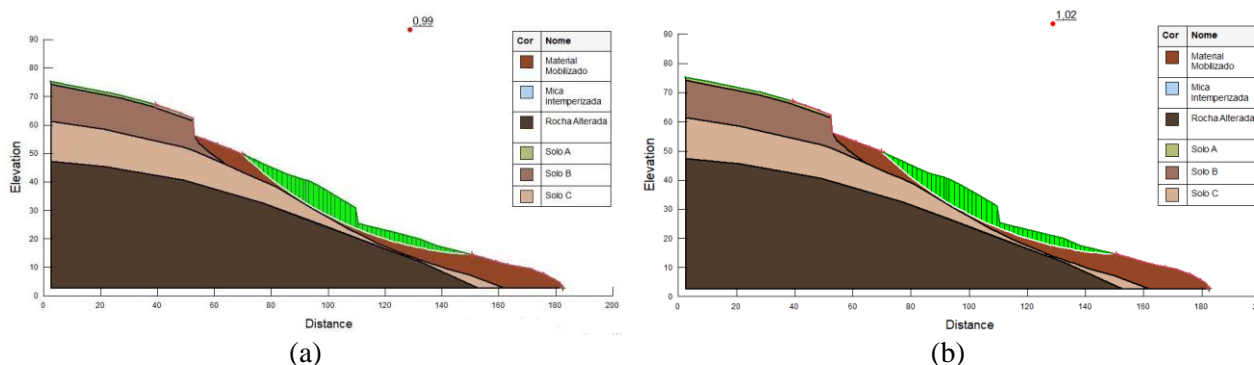 0,99
Cor Nome
Material Mobilizado
Mica Intemperizada
Rocha Alterada
Solo A
Solo B
Solo C
Elevation
90
80
70
60
50
40
30
20
10
0
0 20 40 60 80 100 120 140 160 180 200
Distance
(a)
1,02
Cor Nome
Material Mobilizado
Mica Intemperizada
Rocha Alterada
Solo A
Solo B
Solo C
Elevation
90
80
70
60
50
40
30
20
10
0
0 20 40 60 80 100 120 140 160 180
Distance
(b)